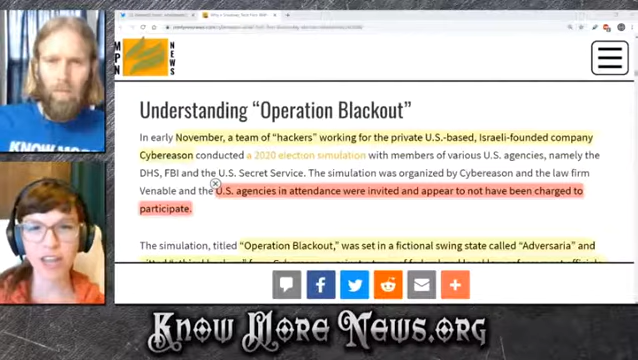 KNOW MO
MPN
NEWS
Understanding “Operation Blackout”
In early November, a team of “hackers” working for the private U.S.-based, Israeli-founded company
Cybereason conducted a 2020 election simulation with members of various U.S. agencies, namely the
DHS, FBI and the U.S. Secret Service. The simulation was organized by Cybereason and the law firm
Venable and the U.S. agencies in attendance were invited and appear to not have been charged to
participate.
The simulation, titled “Operation Blackout,” was set in a fictional swing state called “Adversaria” and
KNOW MORE NEWS.ORG